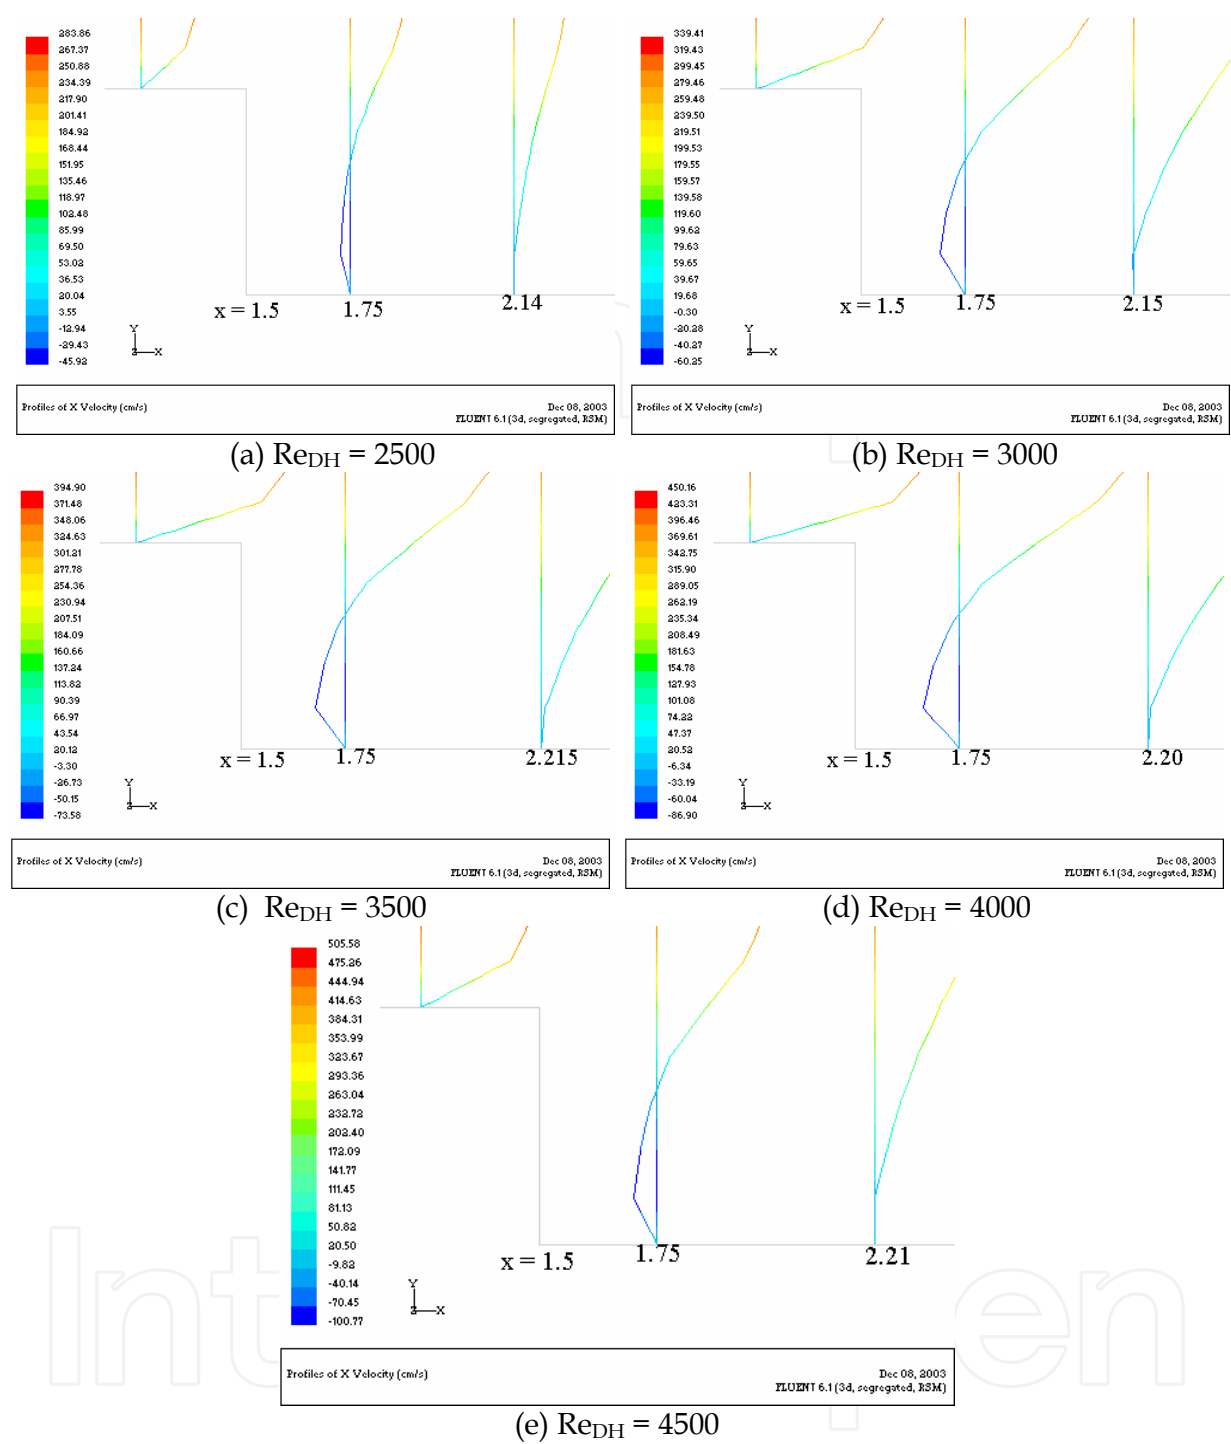 283.86
267.37
250.88
234.39
217.90
201.41
184.92
168.44
151.95
135.46
118.97
102.48
85.99
69.50
53.02
36.53
20.04
3.55
-12.94
-29.43
-45.92
x = 1.5
1.75
2.14
Y
Z
X
Profiles of X Velocity (cm/s)
Dec 08, 2003
FLUENT 6.1 (3d, segregated, RSM)
(a) ReDH = 2500
339.41
319.43
299.45
279.46
259.48
239.50
219.51
199.53
179.55
159.57
139.58
119.60
99.62
79.63
59.65
39.67
19.68
-0.30
-20.28
-40.27
-60.25
x = 1.5
1.75
2.15
Y
Z
X
Profiles of X Velocity (cm/s)
Dec 08, 2003
FLUENT 6.1 (3d, segregated, RSM)
(b) ReDH = 3000
394.90
371.48
348.06
324.63
301.21
277.78
254.36
230.94
207.51
184.09
160.66
137.24
113.82
90.39
66.97
43.54
20.12
-3.30
-26.73
-50.15
-73.58
x = 1.5
1.75
2.215
Y
Z
X
Profiles of X Velocity (cm/s)
Dec 08, 2003
FLUENT 6.1 (3d, segregated, RSM)
(c) ReDH = 3500
450.16
423.31
396.46
369.61
342.75
315.90
289.05
262.19
235.34
208.49
181.63
154.78
127.93
101.08
74.22
47.37
20.52
-6.34
-33.19
-60.04
-86.90
x = 1.5
1.75
2.20
Y
Z
X
Profiles of X Velocity (cm/s)
Dec 08, 2003
FLUENT 6.1 (3d, segregated, RSM)
(d) ReDH = 4000
505.58
475.26
444.94
414.63
384.31
353.99
323.67
293.36
263.04
232.72
202.40
172.09
141.77
111.45
81.13
50.82
20.50
-9.82
-40.14
-70.45
-100.77
x = 1.5
1.75
2.21
Y
Z
X
Profiles of X Velocity (cm/s)
Dec 08, 2003
FLUENT 6.1 (3d, segregated, RSM)
(e) ReDH = 4500